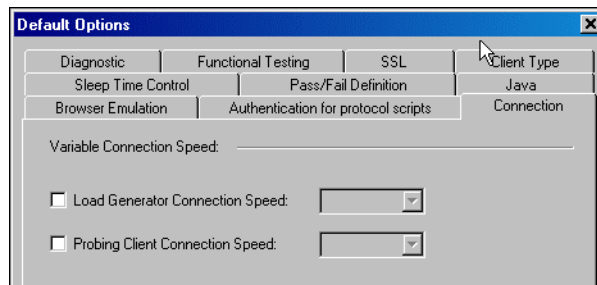 Default Options
Diagnostic Functional Testing SSL Client Type
Sleep Time Control Pass/Fail Definition Java
Browser Emulation Authentication for protocol scripts Connection
Variable Connection Speed:
Load Generator Connection Speed:
Probing Client Connection Speed: